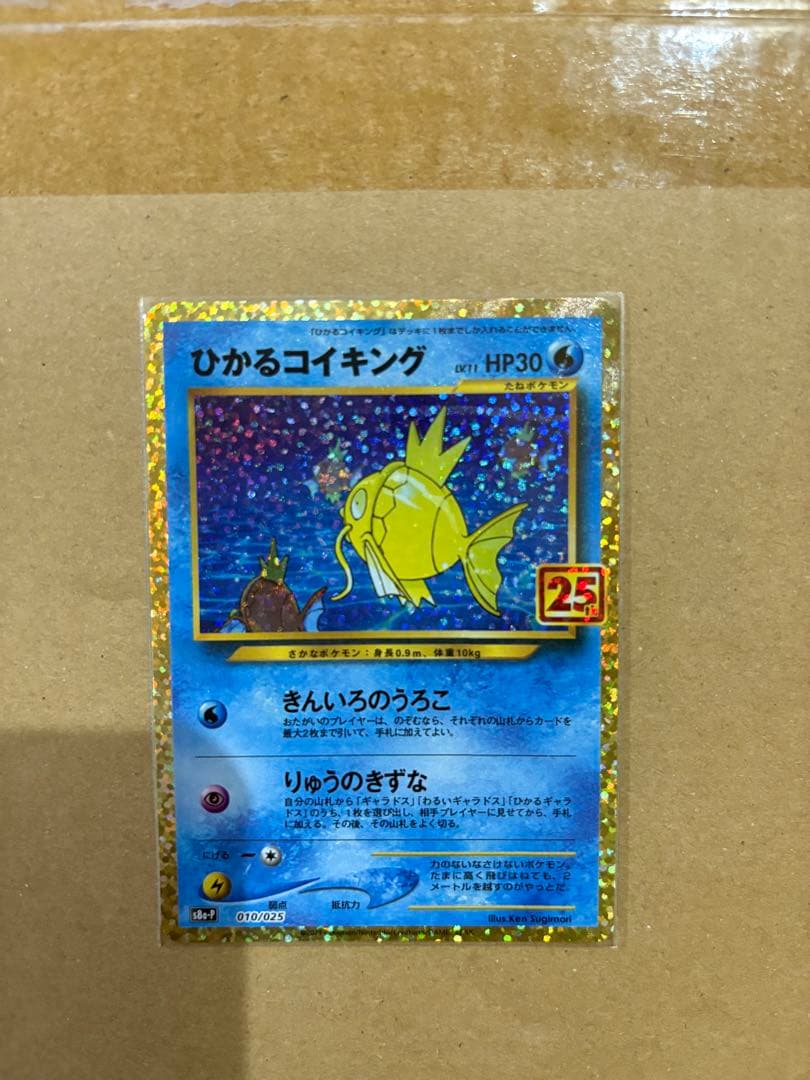 「ひかるコイキング」はデッキに1枚までしか入れることができません。
ひかるコイキング LV.11 HP30
たねポケモン
25th
さかなポケモン：身長0.9m、体重10kg
きんいろのうろこ
おたがいのプレイヤーは、のぞむなら、それぞれの山札からカードを
最大2枚まで引いて、手札に加えてよい。
りゅうのきずな
自分の山札から「ギャラドス」「わるいギャラドス」「ひかるギャラ
ドス」のうち、1枚を選び出し、相手プレイヤーに見せてから、手札
に加える。その後、その山札をよく切る。
にげる
弱点
抵抗力
力のないなさけないポケモン。
たまに高く飛びはねても、2
メートルを越すのがやっとだ。
s8a-P 010/025
Illus.Ken Sugimori